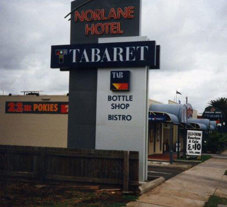 NORLANE
HOTEL
TABARET
TAB
BOTTLE
SHOP
BISTRO
POKIES